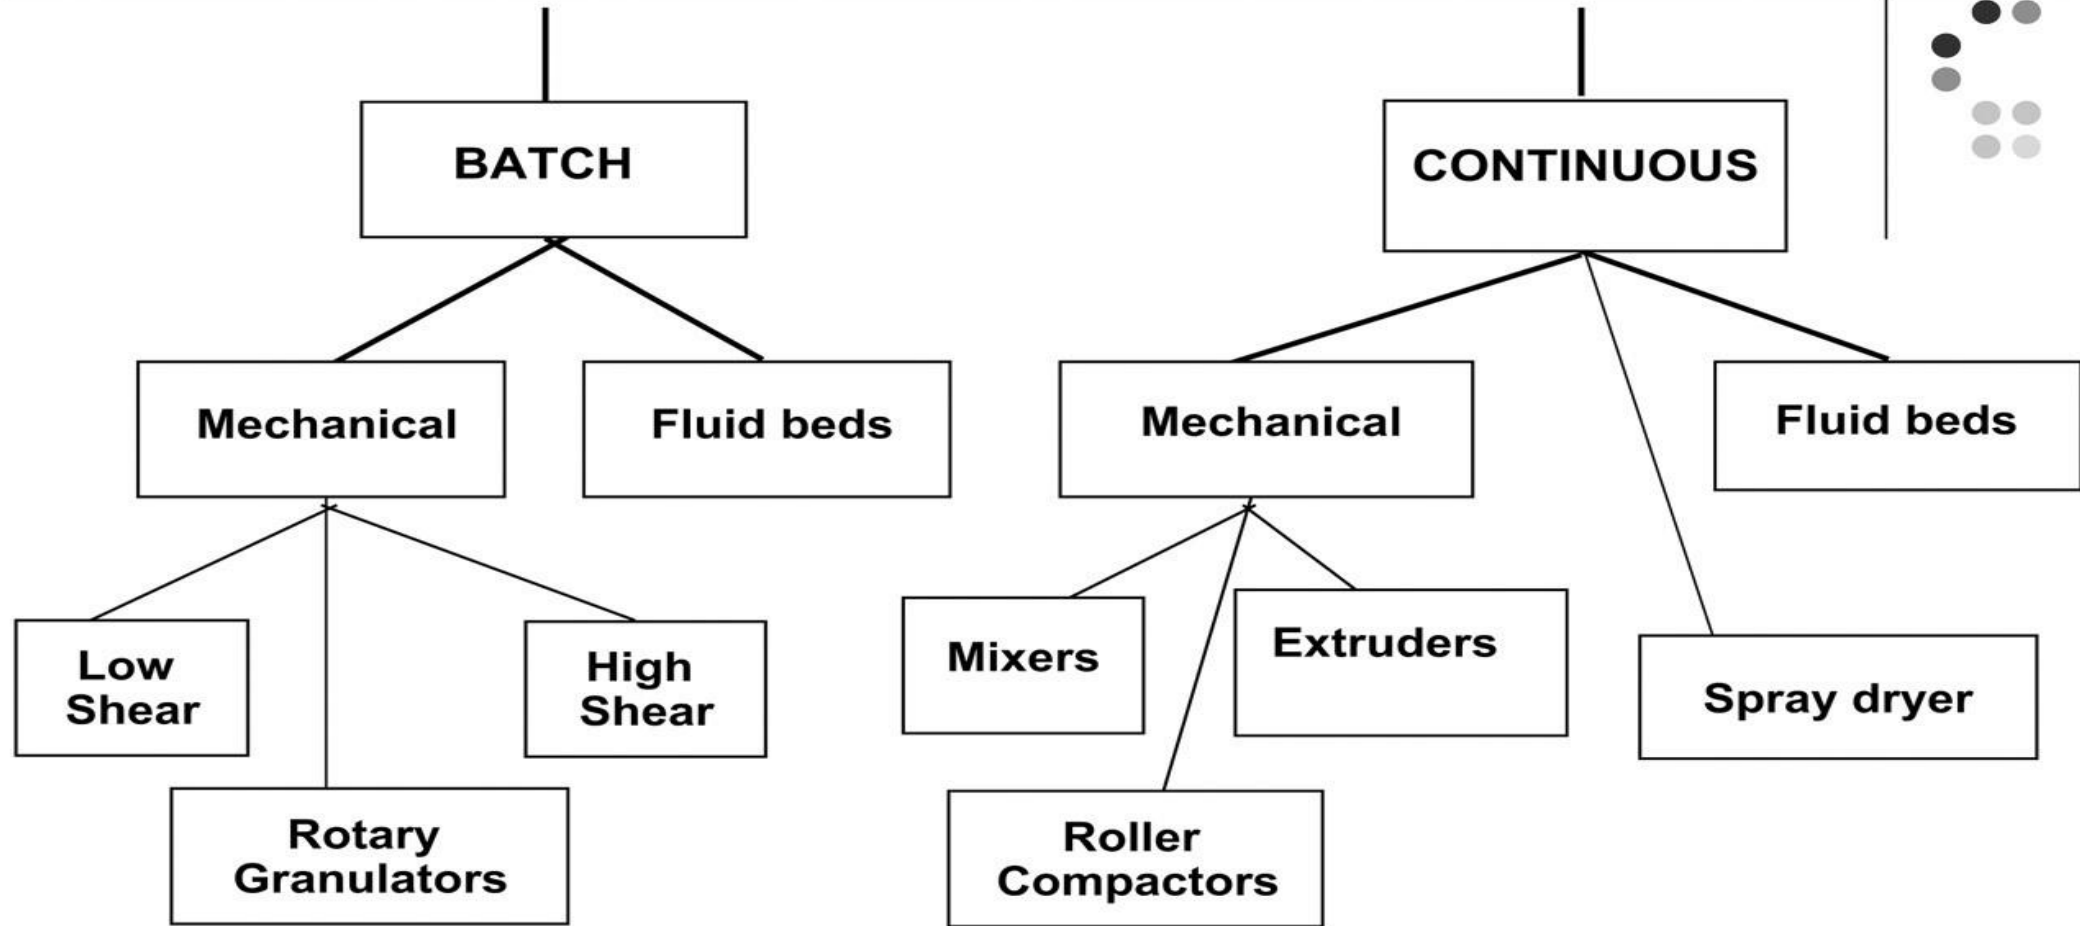 BATCH
CONTINUOUS
Mechanical
Fluid beds
Mechanical
Fluid beds
Low
Shear
High
Shear
Mixers
Extruders
Spray dryer
Rotary
Granulators
Roller
Compactors